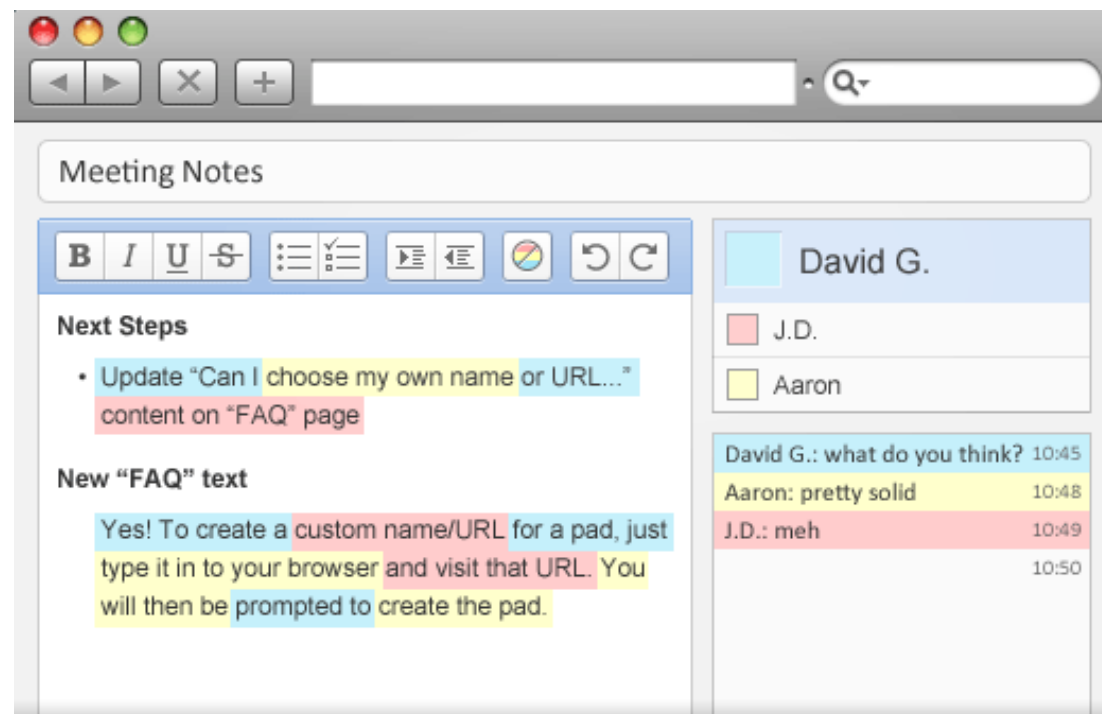 Meeting Notes
B I U S
Next Steps
• Update “Can I choose my own name or URL...”
content on “FAQ” page
New “FAQ” text
Yes! To create a custom name/URL for a pad, just
type it in to your browser and visit that URL. You
will then be prompted to create the pad.
David G.
J.D.
Aaron
David G.: what do you think? 10:45
Aaron: pretty solid 10:48
J.D.: meh 10:49
10:50